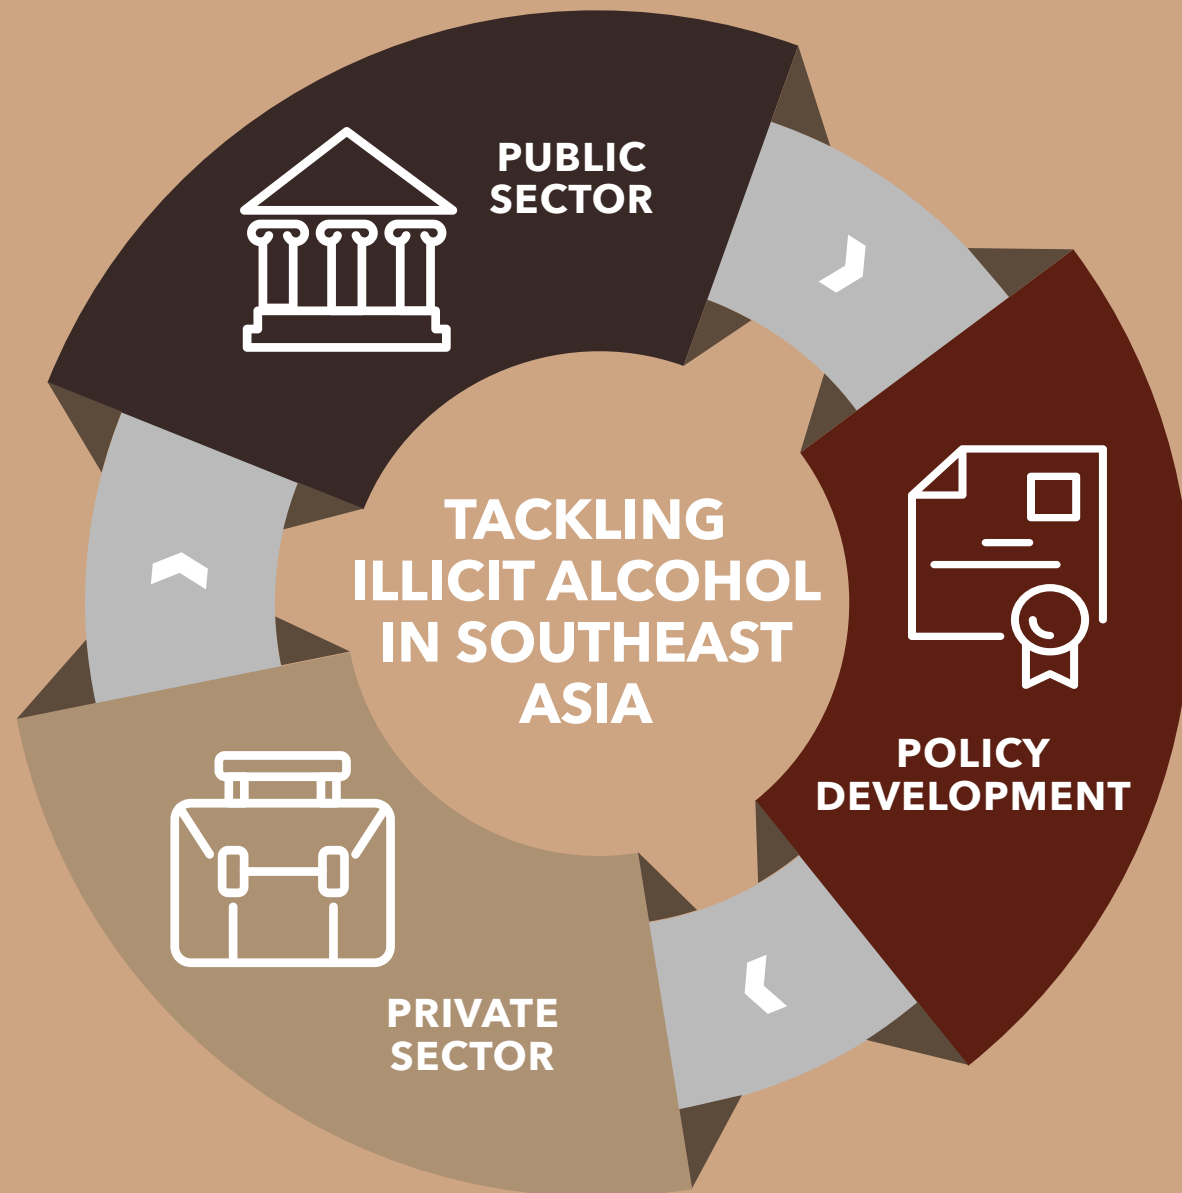 PUBLIC
SECTOR
TACKLING
ILLICIT ALCOHOL
IN SOUTHEAST
ASIA
POLICY
DEVELOPMENT
PRIVATE
SECTOR